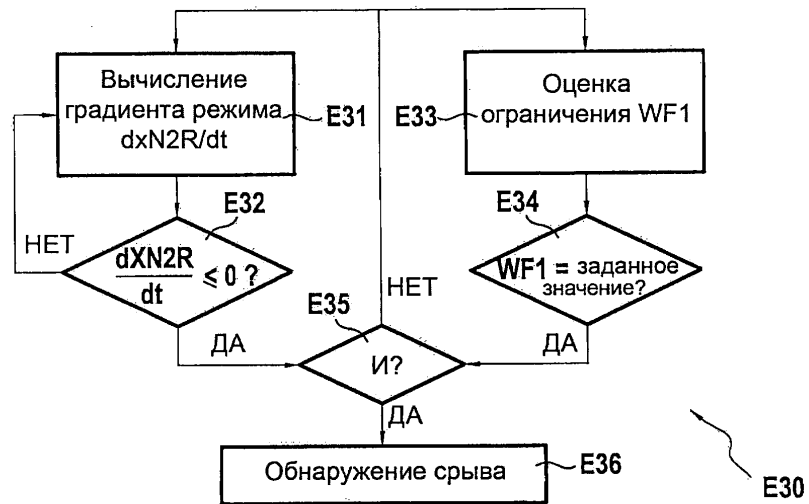 Вычисление
градиента режима
dxN2R/dt
E31
Оценка
ограничения WF1
E33
E32
НЕТ
dXN2R
dt
≤ 0 ?
E34
WF1 = заданное
значение?
НЕТ
E35
ДА
И?
ДА
ДА
Обнаружение срыва
E36
E30